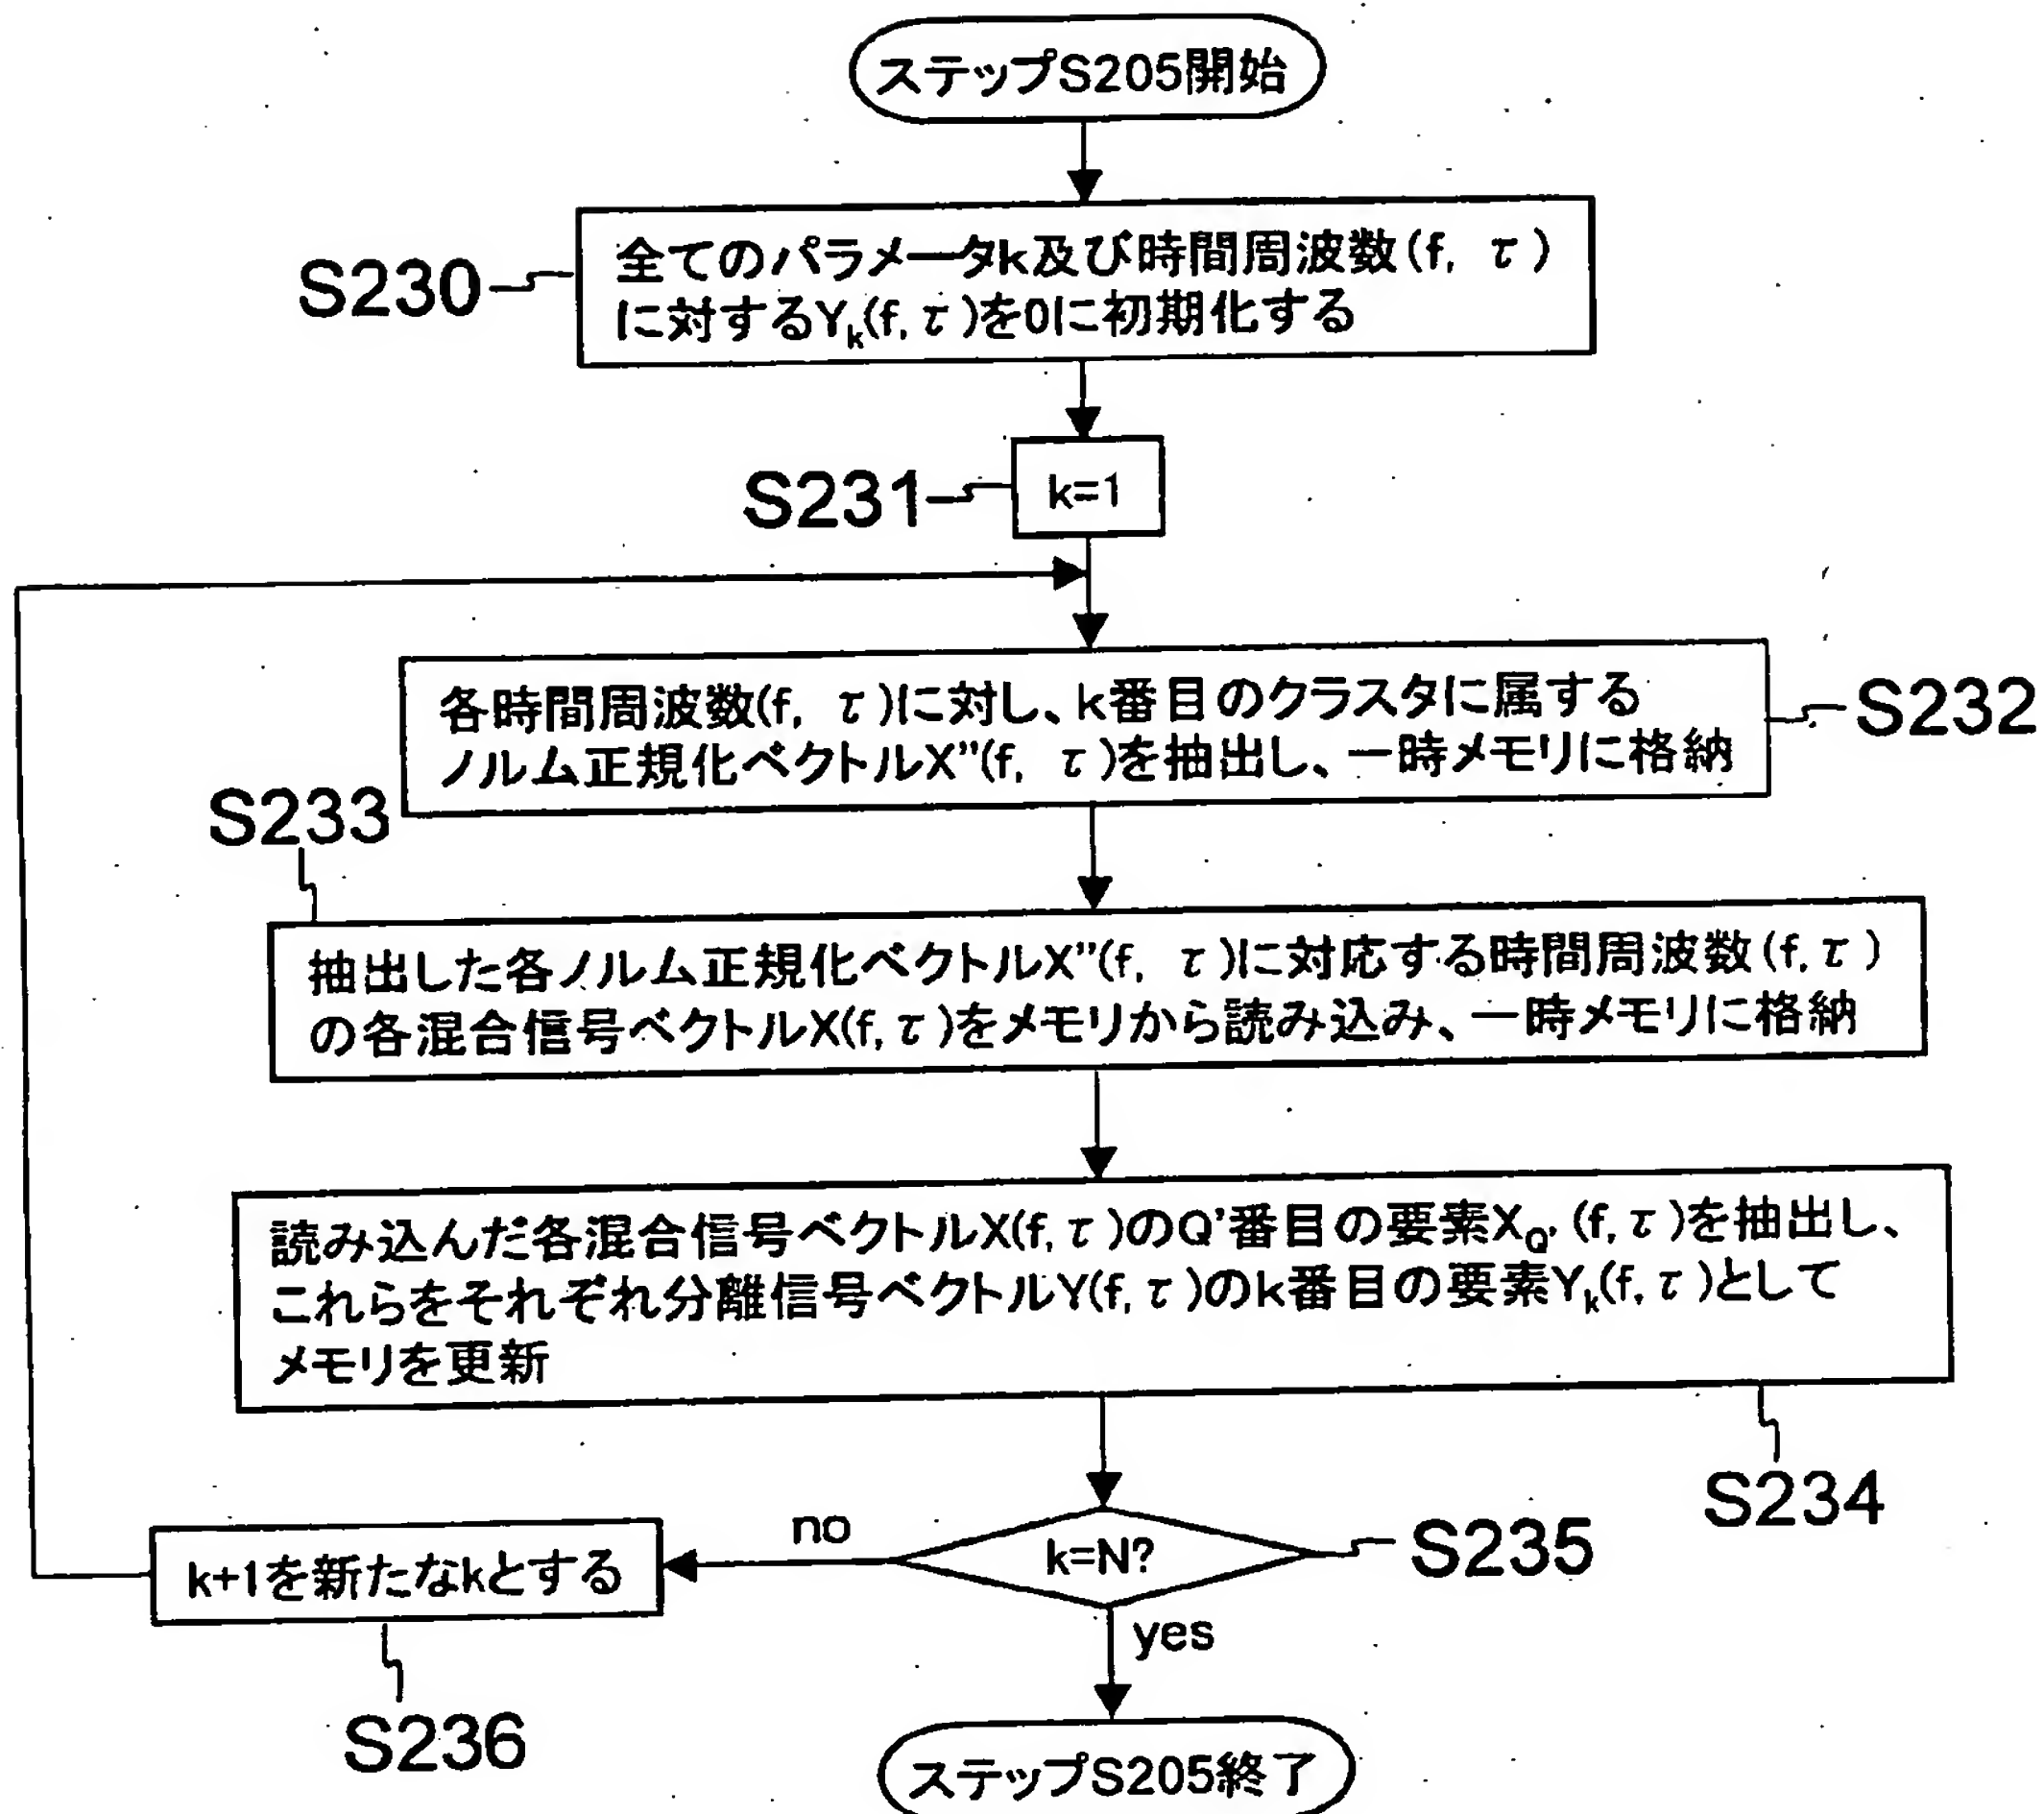 ステップS205開始
S230
全てのパラメータk及び時間周波数(f, τ)
に対するYk(f,τ)を0に初期化する
S231
k=1
各時間周波数(f, τ)に対し、k番目のクラスタに属する
ノルム正規化ベクトルX”(f, τ)を抽出し、一時メモリに格納
S232
S233
抽出した各ノルム正規化ベクトルX”(f, τ)に対応する時間周波数(f,τ)
の各混合信号ベクトルX(f,τ)をメモリから読み込み、一時メモリに格納
読み込んだ各混合信号ベクトルX(f,τ)のQ’番目の要素XQ’(f,τ)を抽出し、
これらをそれぞれ分離信号ベクトルY(f,τ)のk番目の要素Yk(f,τ)として
メモリを更新
S234
k=N?
S235
no
k+1を新たなkとする
yes
S236
ステップS205終了